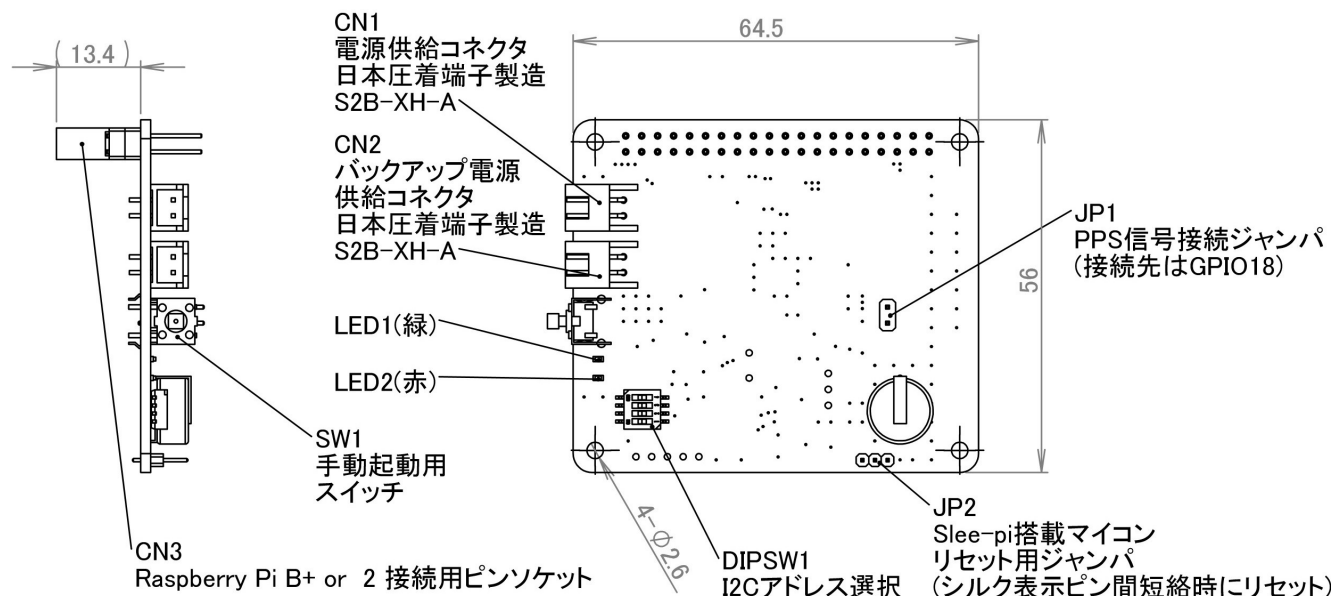 (13.4)
CN1
電源供給コネクタ
日本圧着端子製造
S2B-XH-A
CN2
バックアップ電源
供給コネクタ
日本圧着端子製造
S2B-XH-A
LED1(緑)
LED2(赤)
SW1
手動起動用
スイッチ
CN3
Raspberry Pi B+ or 2 接続用ピンソケット
64.5
56
JP1
PPS信号接続ジャンパ
(接続先はGPIO18)
4-Φ2.6
DIPSW1
I2Cアドレス選択
JP2
Slee-pi搭載マイコン
リセット用ジャンパ
(シルク表示ピン間短絡時にリセット)